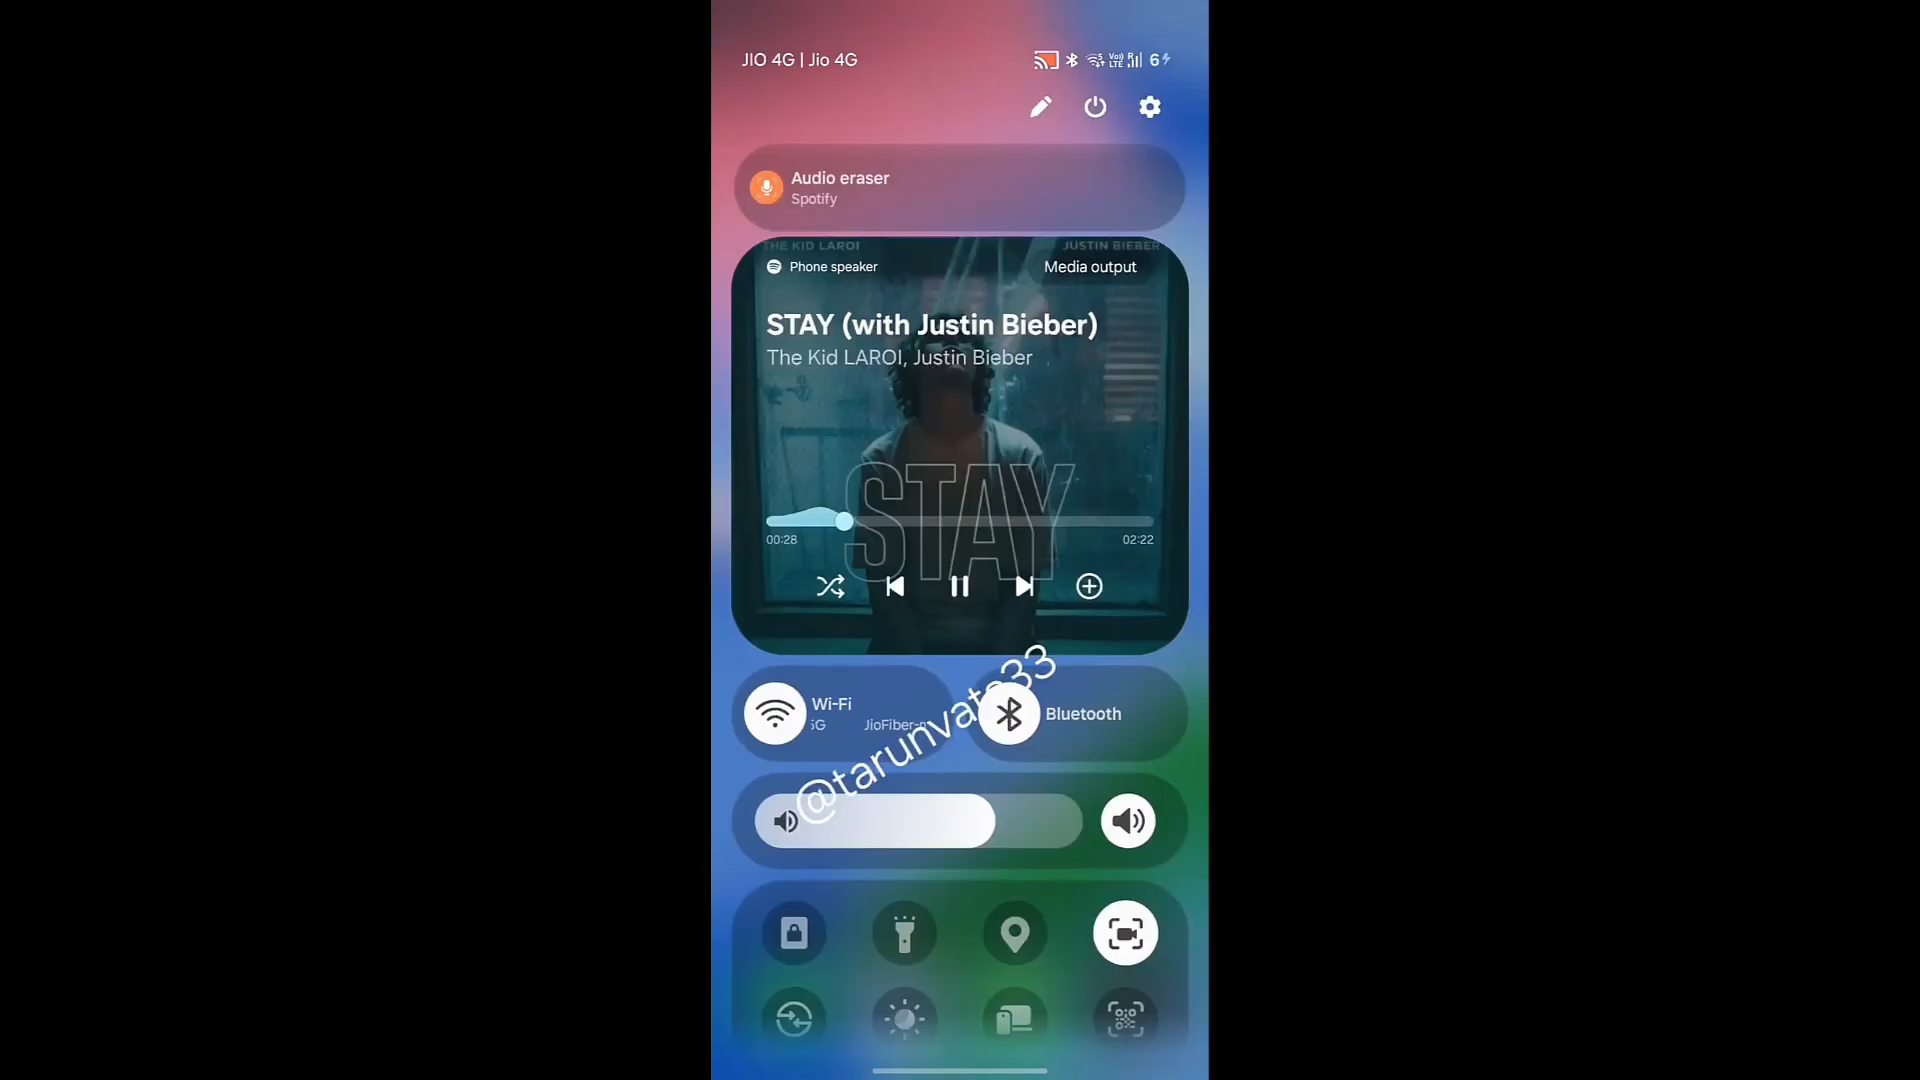 JIO 4G | Jio 4G
6
Audio eraser
Spotify
THE KID LAROI
JUSTIN BIEBER
Phone speaker
Media output
STAY (with Justin Bieber)
The Kid LAROI, Justin Bieber
STAY
00:28
02:22
Wi-Fi
5G JioFiber-
Bluetooth
@tarunvats33